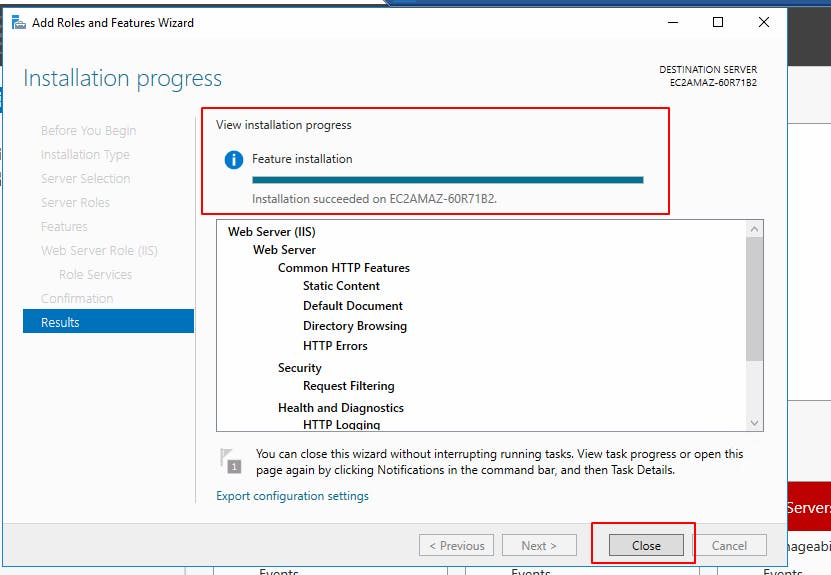 Add Roles and Features Wizard
Installation progress
DESTINATION SERVER
EC2AMAZ-60R71B2
Before You Begin
Installation Type
Server Selection
Server Roles
Features
Web Server Role (IIS)
Role Services
Confirmation
Results
View installation progress
Feature installation
Installation succeeded on EC2AMAZ-60R71B2.
Web Server (IIS)
Web Server
Common HTTP Features
Static Content
Default Document
Directory Browsing
HTTP Errors
Security
Request Filtering
Health and Diagnostics
HTTP Logging
1
You can close this wizard without interrupting running tasks. View task progress or open this
page again by clicking Notifications in the command bar, and then Task Details.
Export configuration settings
< Previous
Next >
Close
Cancel
Servers
nageabi
Events
Events
Events